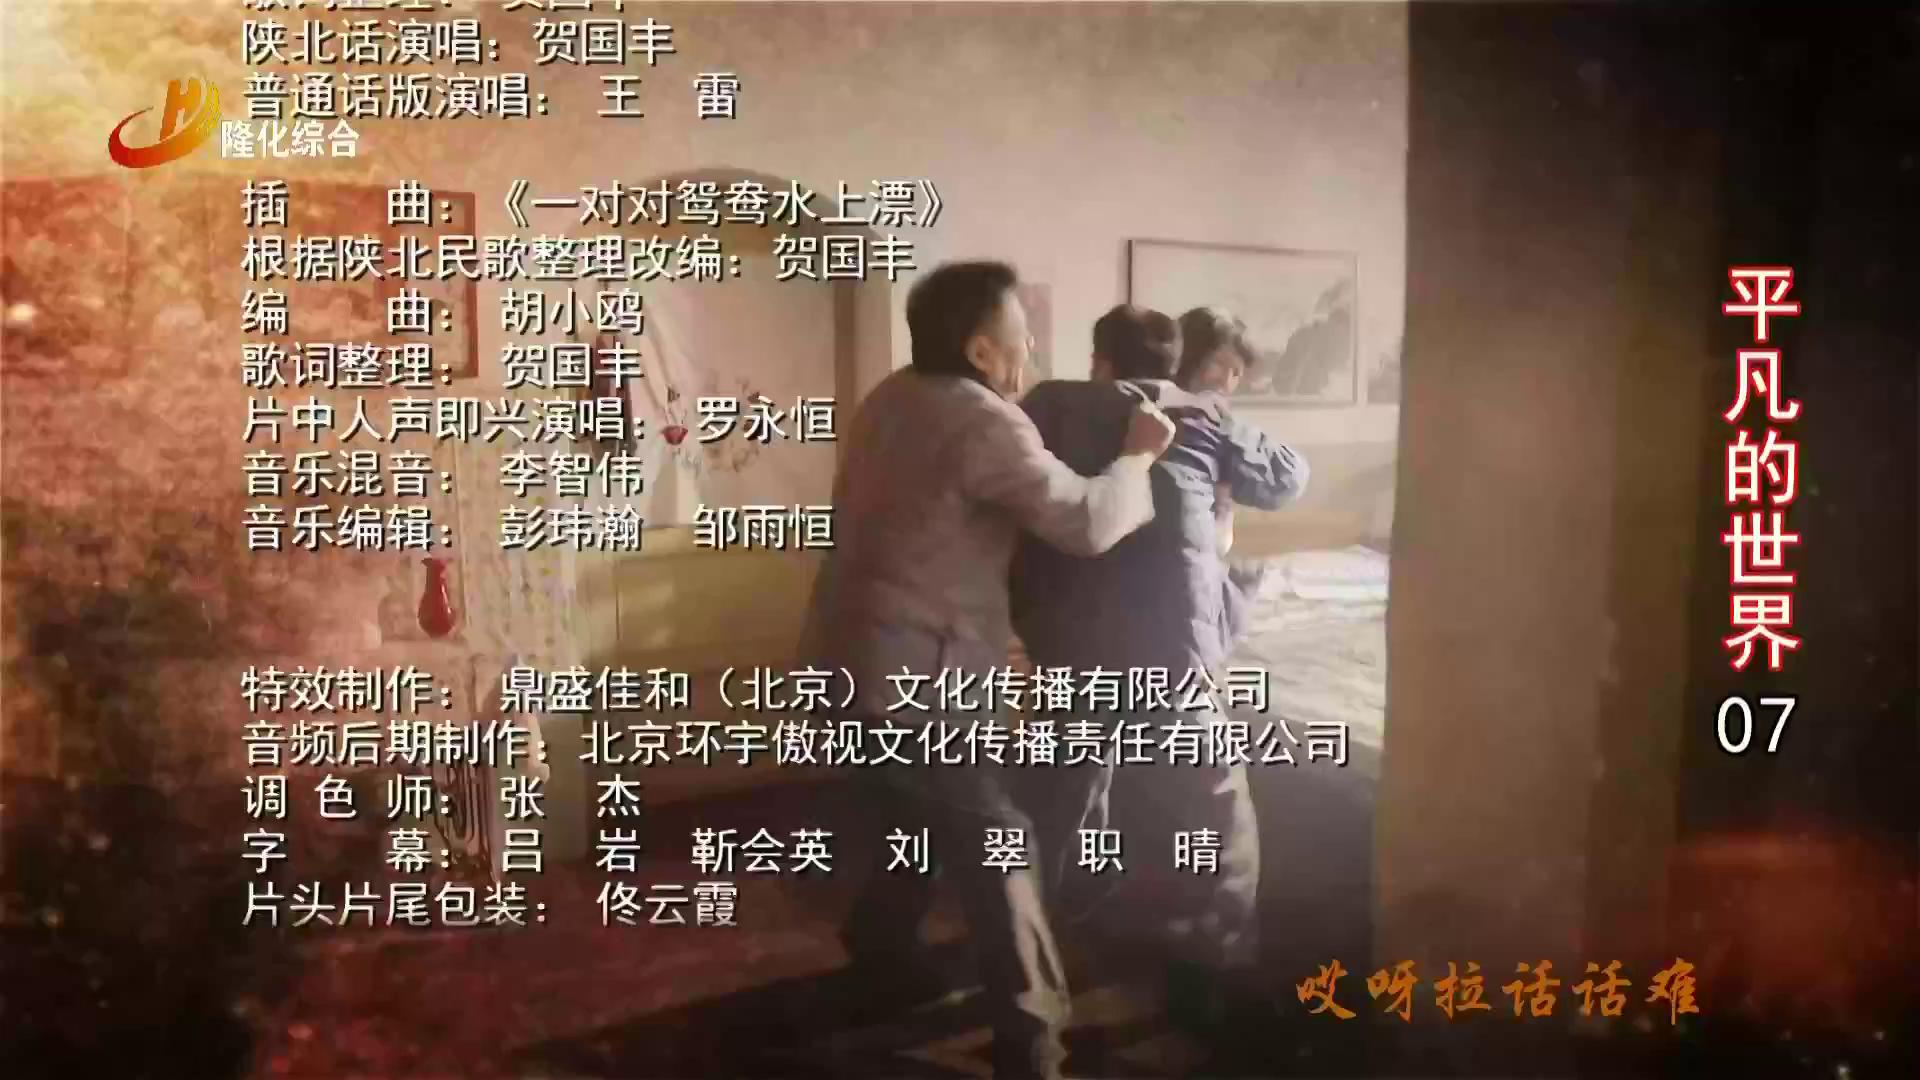 陕北话演唱：贺国丰
普通话版演唱：王 雷
隆化综合
插 曲：《一对对鸳鸯水上漂》
根据陕北民歌整理改编：贺国丰
编 曲：胡小鸥
歌词整理：贺国丰
片中人声即兴演唱：罗永恒
音乐混音：李智伟
音乐编辑：彭玮瀚 邹雨恒
特效制作：鼎盛佳和（北京）文化传播有限公司
音频后期制作：北京环宇傲视文化传播责任有限公司
调色师：张 杰
字 幕：吕 岩 靳会英 刘 翠 职 晴
片头片尾包装：佟云霞
平凡的世界
07
哎呀拉话话难